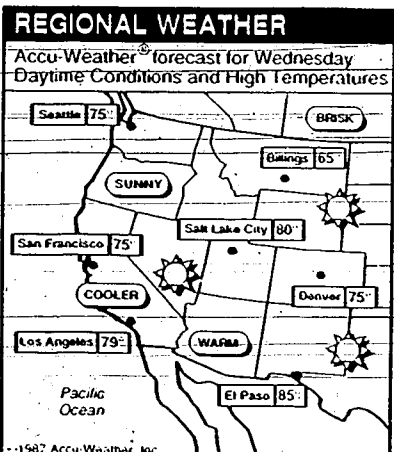 REGIONAL WEATHER
Accu-Weather® forecast for Wednesday
Daytime Conditions and High Temperatures
Seattle 75°
BRISK
Billings 65°
SUNNY
Salt Lake City 80°
San Francisco 75°
COOLER
Denver 75°
Los Angeles 79°
WARM
Pacific
Ocean
El Paso 85°
1987 Accu-Weather, Inc.